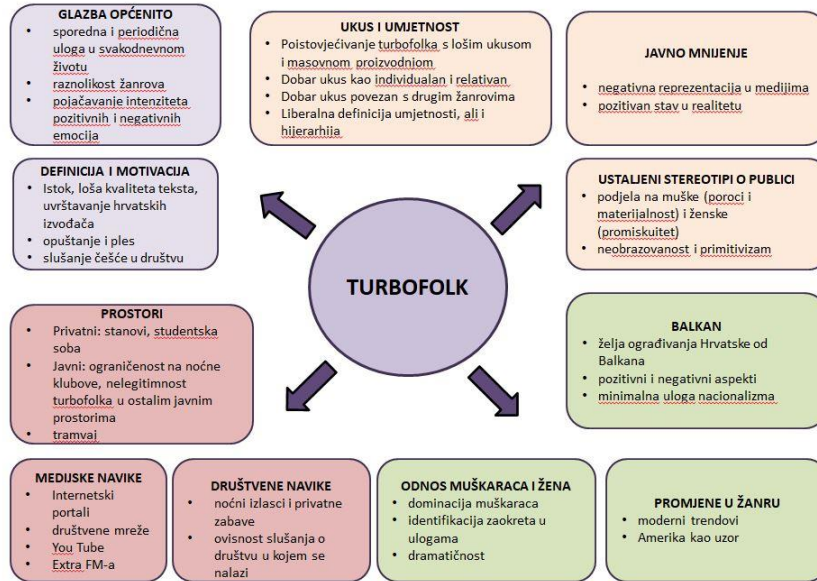 GLAZBA OPĆENITO
• sporedna i periodična
uloga u svakodnevnom
životu
• raznolikost žanrova
• pojačavanje intenziteta
pozitivnih i negativnih
emocija
UKUS I UMJETNOST
• Poistovjećivanje turbofolka s lošim ukusom
i masovnom proizvodnjom
• Dobar ukus kao individualan i relativan
• Dobar ukus povezan s drugim žanrovima
• Liberalna definicija umjetnosti, ali i
hijerarhija
JAVNO MNIJENJE
• negativna reprezentacija u medijima
• pozitivan stav u realitetu
DEFINICIJA I MOTIVACIJA
• Istok, loša kvaliteta teksta,
uvrštavanje hrvatskih
izvođača
• opuštanje i ples
• slušanje češće u društvu
USTALJENI STEREOTIPI O PUBLICI
• podjela na muške (poroci i
materijalnost) i ženske
(promiskuitet)
• neobrazovanost i primitivizam
TURBOFOLK
PROSTORI
• Privatni: stanovi, studentska
soba
• Javni: ograničenost na noćne
klubove, nelegitimnost
turbofolka u ostalim javnim
prostorima
• tramvaj
BALKAN
• želja ograđivanja Hrvatske od
Balkana
• pozitivni i negativni aspekti
• minimalna uloga nacionalizma
MEDIJSKE NAVIKE
• Internetski
portali
• društvene mreže
• You Tube
• Extra FM-a
DRUŠTVENE NAVIKE
• noćni izlasci i privatne
zabave
• ovisnost slušanja o
društvu u kojem se
nalazi
ODNOS MUŠKARACA I ŽENA
• dominacija muškaraca
• identifikacija zaokreta u
ulogama
• dramatičnost
PROMJENE U ŽANRU
• moderni trendovi
• Amerika kao uzor